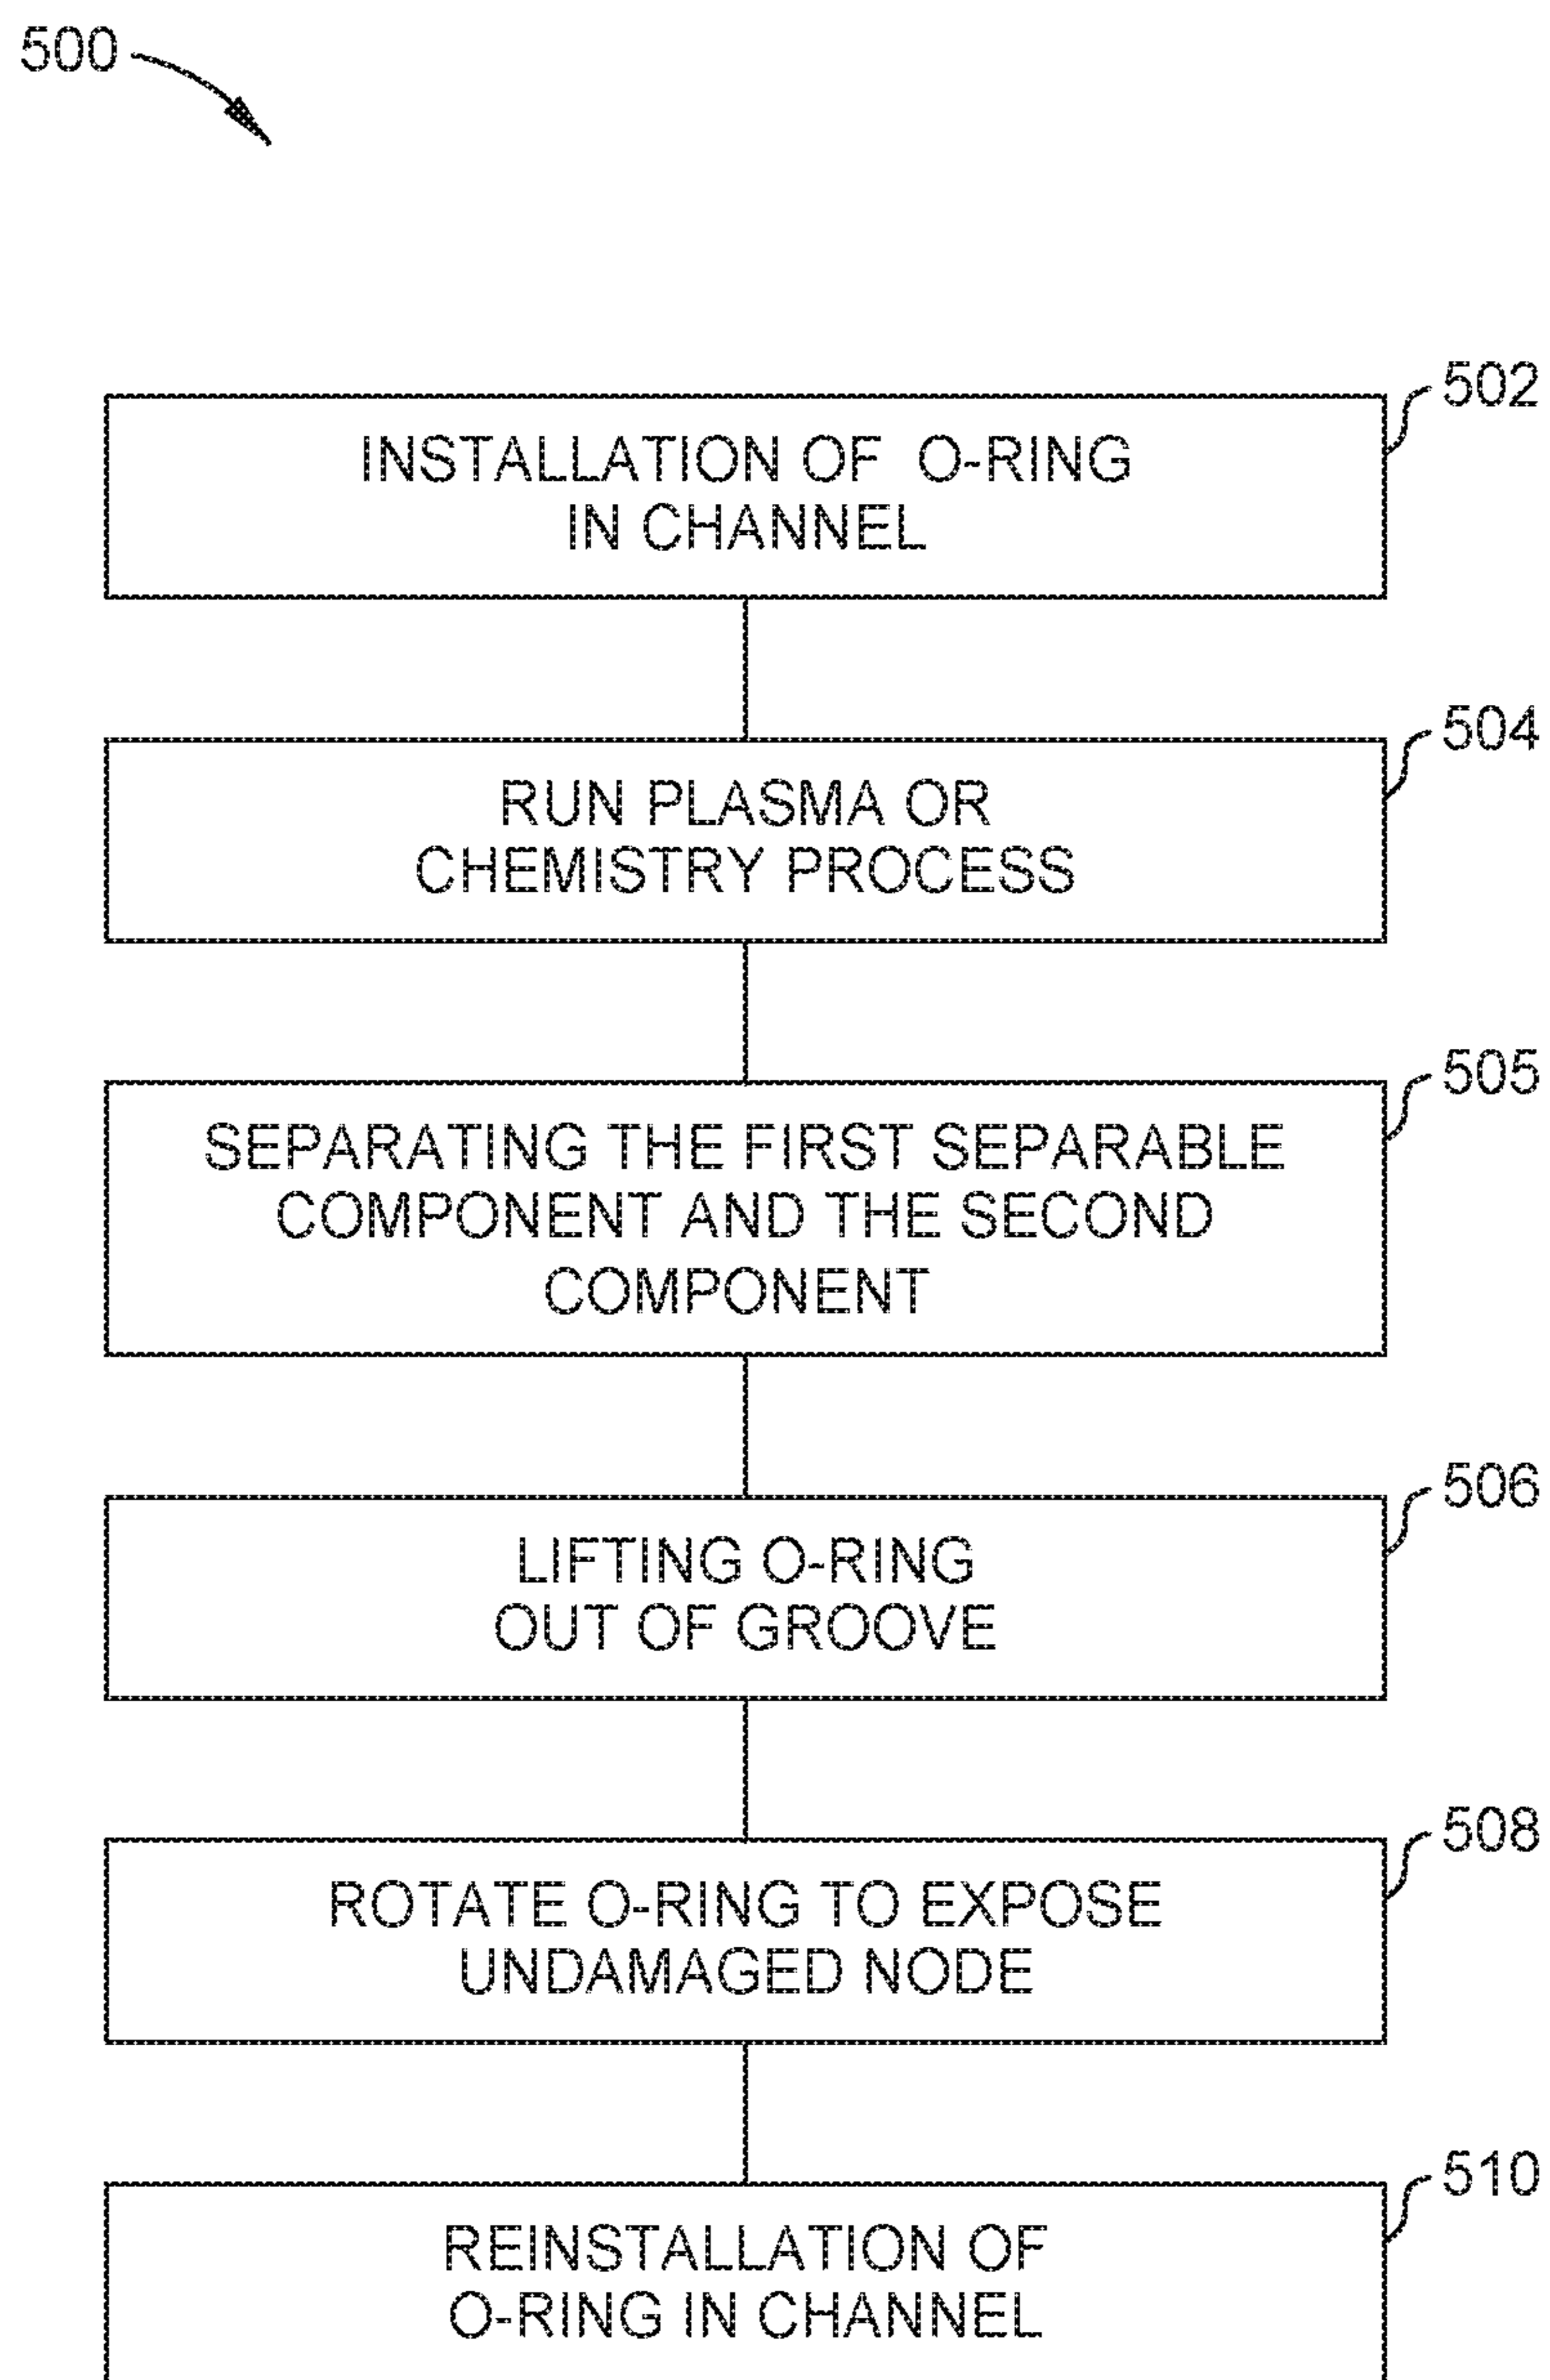 500
502
INSTALLATION OF O-RING
IN CHANNEL
504
RUN PLASMA OR
CHEMISTRY PROCESS
505
SEPARATING THE FIRST SEPARABLE
COMPONENT AND THE SECOND
COMPONENT
506
LIFTING O-RING
OUT OF GROOVE
508
ROTATE O-RING TO EXPOSE
UNDAMAGED NODE
510
REINSTALLATION OF
O-RING IN CHANNEL